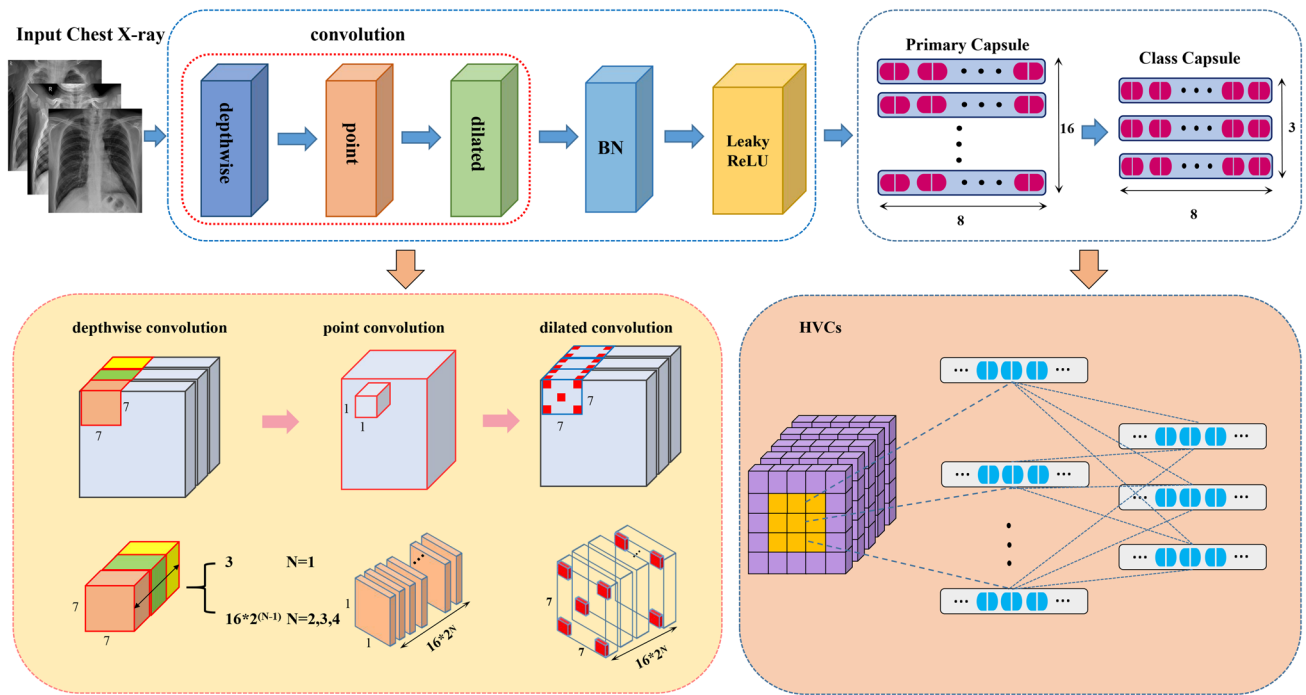 Input Chest X-ray
convolution
depthwise
point
dilated
BN
Leaky
ReLU
Primary Capsule
16
8
Class Capsule
3
8
depthwise convolution
point convolution
dilated convolution
7
7
1
1
7
7
3 N=1
16*2^(N-1) N=2,3,4
7
7
1
1
16*2^N
7
7
16*2^N
HVCs